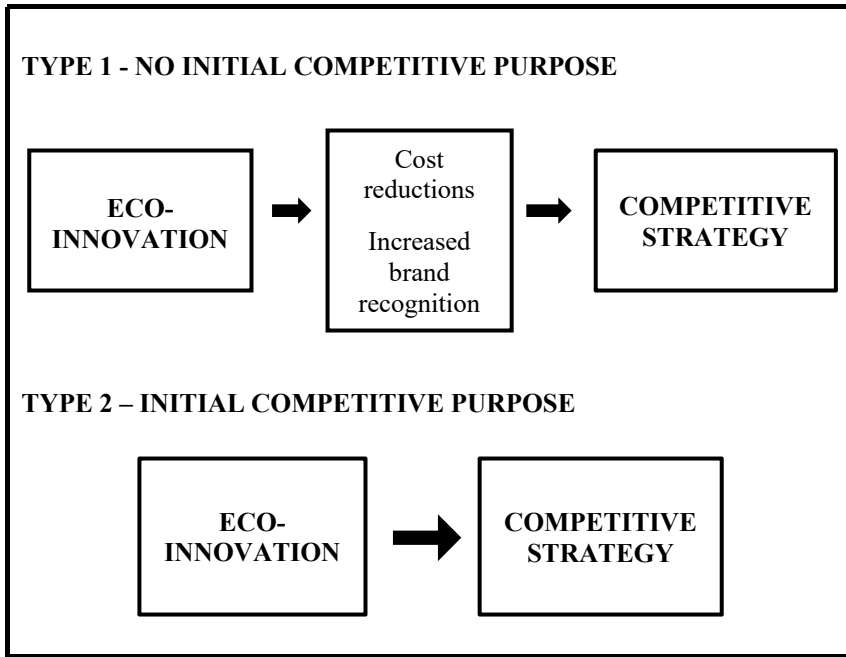 TYPE 1 - NO INITIAL COMPETITIVE PURPOSE
ECO-
INNOVATION
Cost
reductions
Increased
brand
recognition
COMPETITIVE
STRATEGY
TYPE 2 – INITIAL COMPETITIVE PURPOSE
ECO-
INNOVATION
COMPETITIVE
STRATEGY